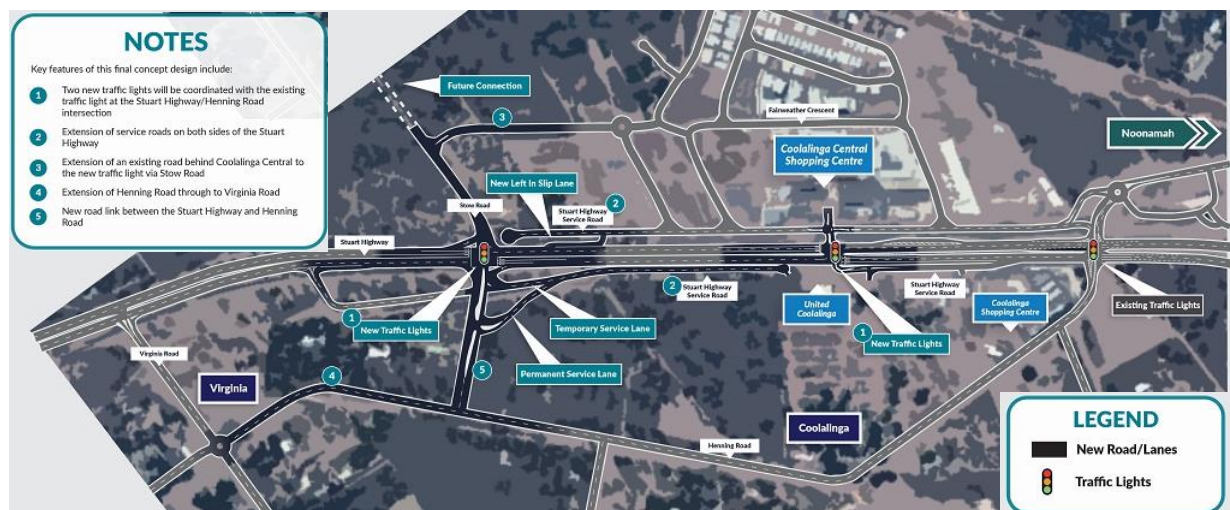 NOTES
Key features of this final concept design include:
1
Two new traffic lights will be coordinated with the existing
traffic light at the Stuart Highway/Henning Road
intersection
2
Extension of service roads on both sides of the Stuart
Highway
3
Extension of an existing road behind Coolalinga Central to
the new traffic light via Stow Road
4
Extension of Henning Road through to Virginia Road
5
New road link between the Stuart Highway and Henning
Road
Future Connection
3
Fairweather Crescent
Noonamah
Coolalinga Central
Shopping Centre
New Left In Slip Lane
Stow Road
2
Stuart Highway
Service Road
Stuart Highway
2
Stuart Highway
Service Road
Stuart Highway
Service Road
United
Coolalinga
Coolalinga
Shopping Centre
Existing Traffic Lights
1
New Traffic Lights
Temporary Service Lane
1
New Traffic Lights
Virginia Road
Permanent Service Lane
5
4
Virginia
Coolalinga
Henning Road
LEGEND
New Road/Lanes
Traffic Lights